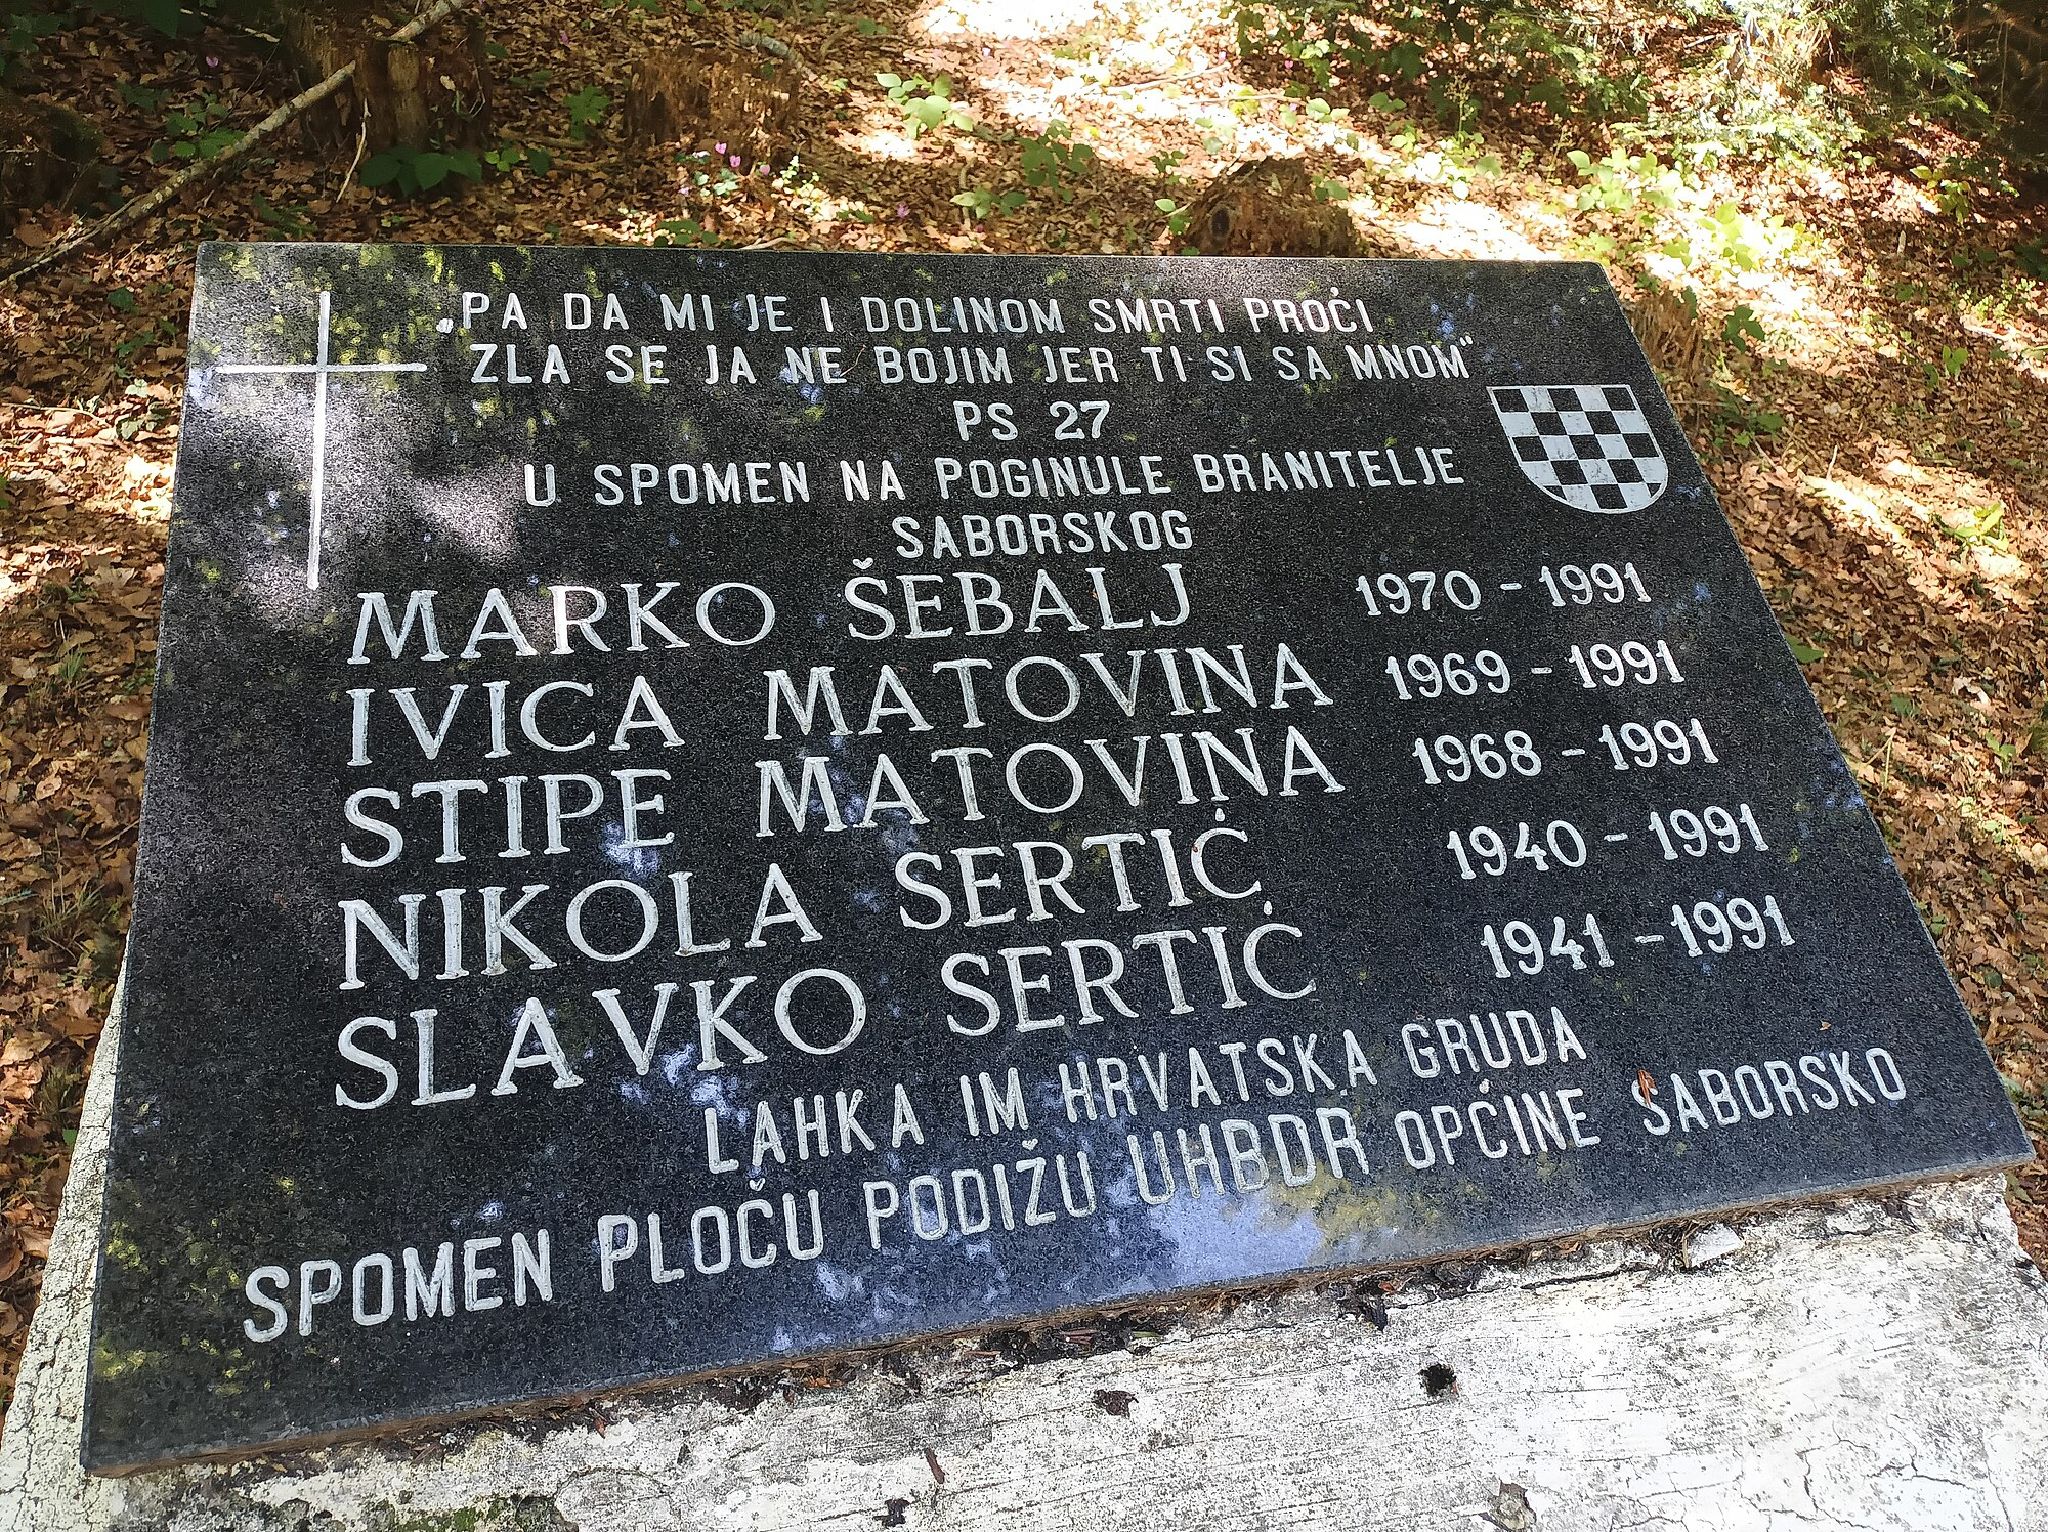 „PA DA MI JE I DOLINOM SMRTI PROĆI
ZLA SE JA NE BOJIM JER TI SI SA MNOM"
PS 27
U SPOMEN NA POGINULE BRANITELJE
SABORSKOG
MARKO ŠEBALJ 1970 - 1991
IVICA MATOVINA 1969 - 1991
STIPE MATOVINA 1968 - 1991
NIKOLA SERTIĆ 1940 - 1991
SLAVKO SERTIĆ 1941 - 1991
LAHKA IM HRVATSKA GRUDA
SPOMEN PLOČU PODIŽU UHBDR OPĆINE SABORSKO